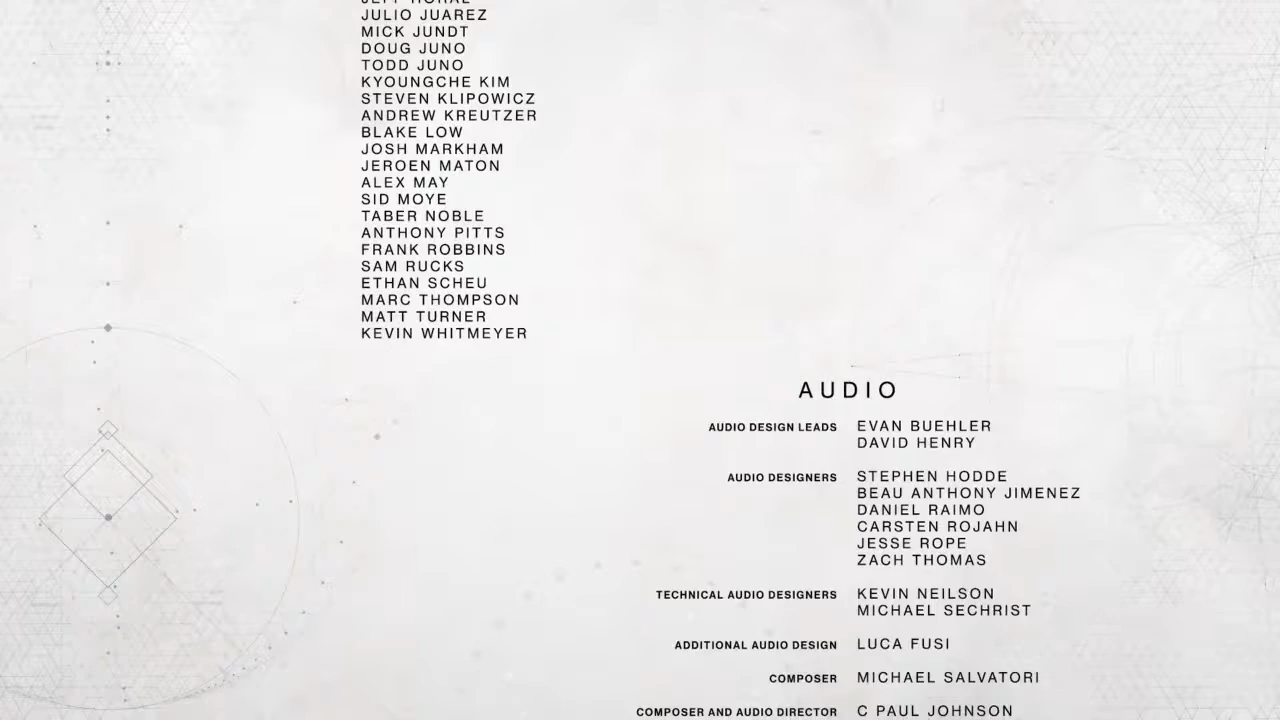 JULIO JUAREZ
MICK JUNDT
DOUG JUNO
TODD JUNO
KYOUNGCHE KIM
STEVEN KLIPOWICZ
ANDREW KREUTZER
BLAKE LOW
JOSH MARKHAM
JEROEN MATON
ALEX MAY
SID MOYE
TABER NOBLE
ANTHONY PITTS
FRANK ROBBINS
SAM RUCKS
ETHAN SCHEU
MARC THOMPSON
MATT TURNER
KEVIN WHITMEYER
AUDIO
AUDIO DESIGN LEADS EVAN BUEHLER
DAVID HENRY
AUDIO DESIGNERS STEPHEN HODDE
BEAU ANTHONY JIMENEZ
DANIEL RAIMO
CARSTEN ROJAHN
JESSE ROPE
ZACH THOMAS
TECHNICAL AUDIO DESIGNERS KEVIN NEILSON
MICHAEL SECHRIST
ADDITIONAL AUDIO DESIGN LUCA FUSI
COMPOSER MICHAEL SALVATORI
COMPOSER AND AUDIO DIRECTOR C PAUL JOHNSON